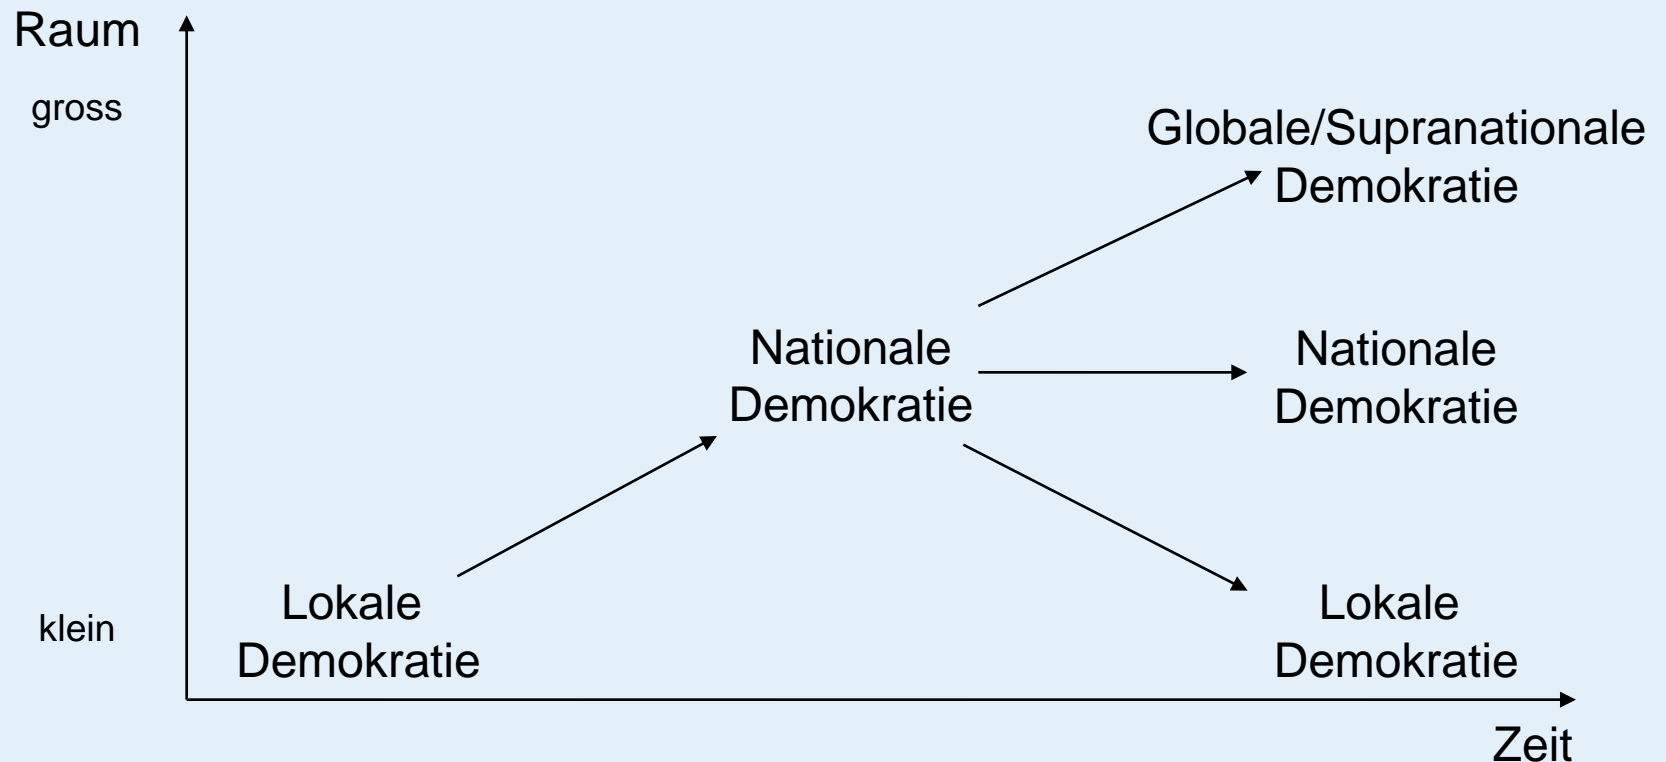 Raum
gross
Globale/Supranationale
Demokratie
Nationale
Demokratie
Nationale
Demokratie
Lokale
Demokratie
klein
Lokale
Demokratie
Zeit